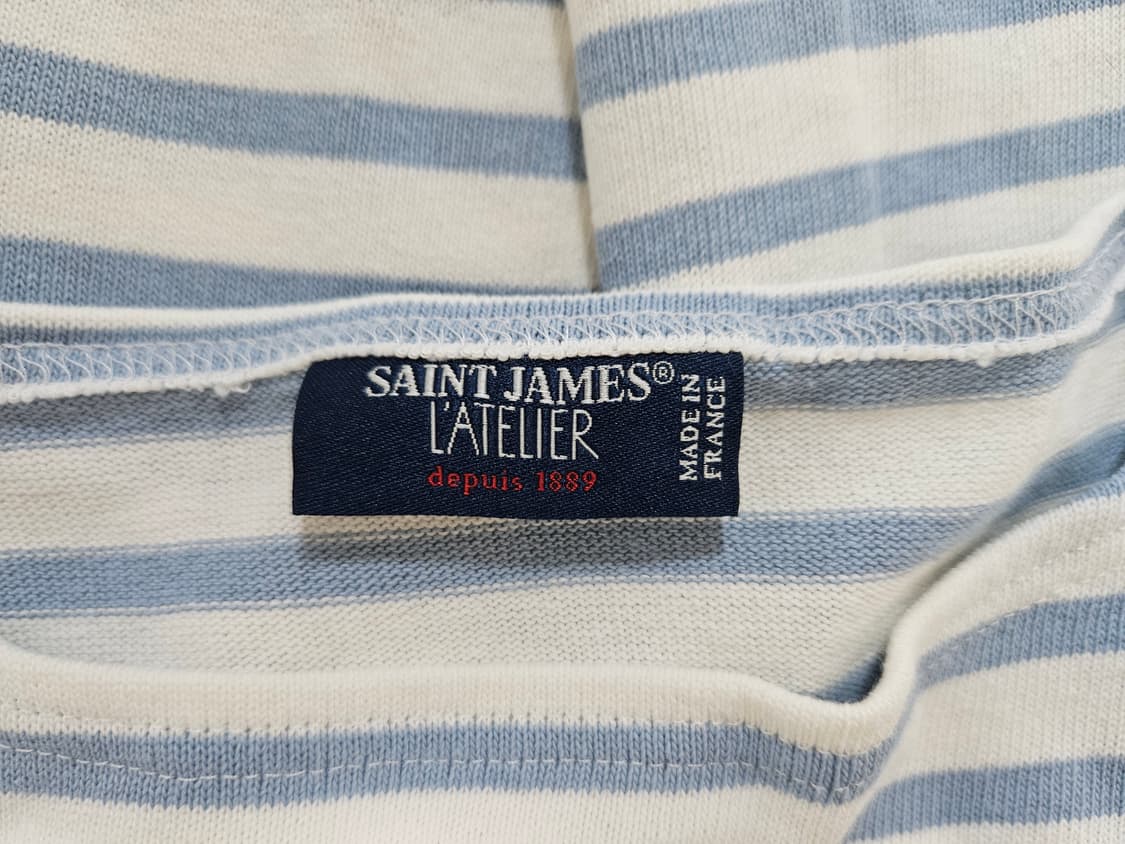 SAINT JAMES®
L'ATELIER
depuis 1889
MADE IN
FRANCE